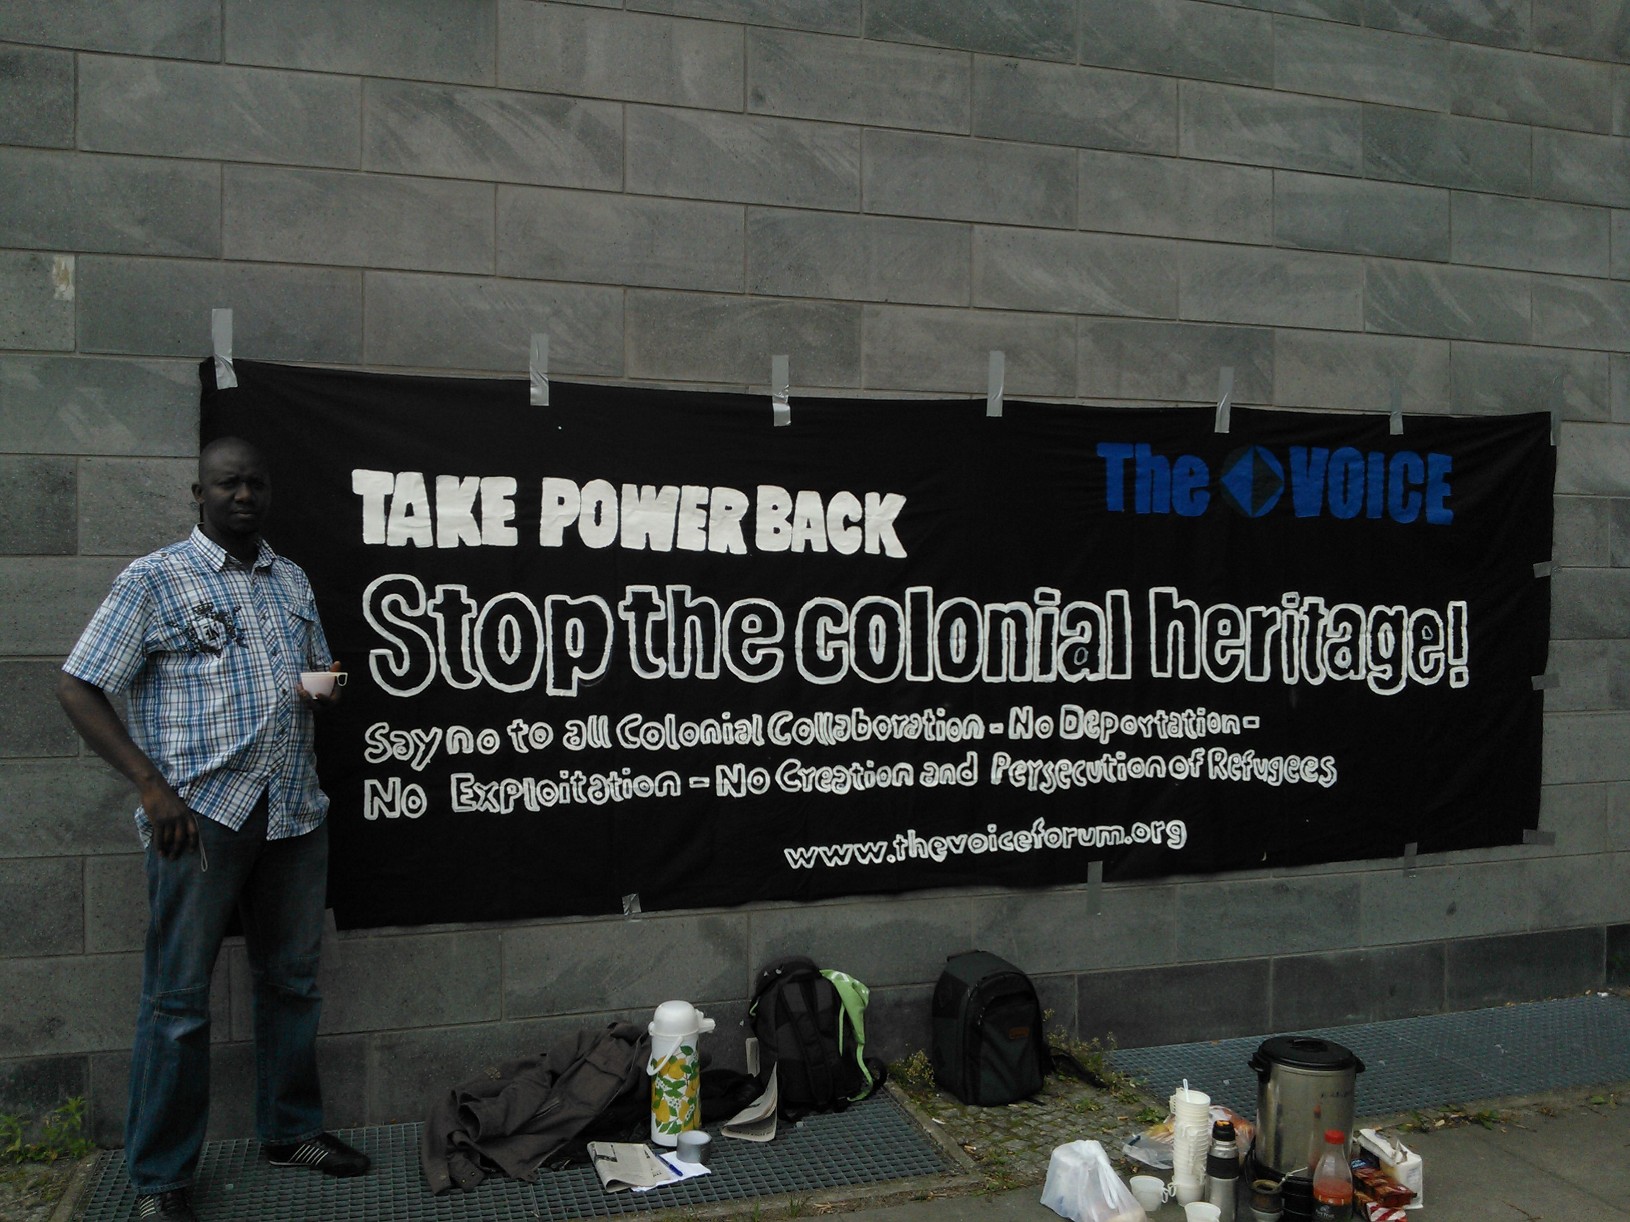 The VOICE
TAKE POWER BACK
Stop the colonial heritage!
Say no to all Colonial Collaboration - No Deportation -
No Exploitation - No Creation and Persecution of Refugees
www.thevoiceforum.org